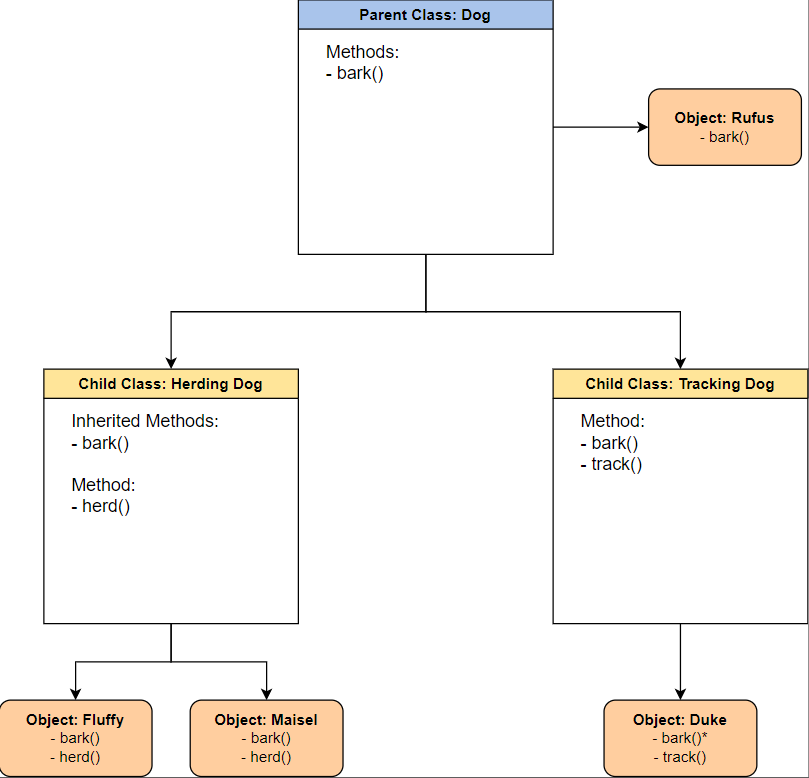 Parent Class: Dog
Methods:
- bark()
Object: Rufus
- bark()
Child Class: Herding Dog
Inherited Methods:
- bark()
Method:
- herd()
Child Class: Tracking Dog
Method:
- bark()
- track()
Object: Fluffy
- bark()
- herd()
Object: Maisel
- bark()
- herd()
Object: Duke
- bark()*
- track()